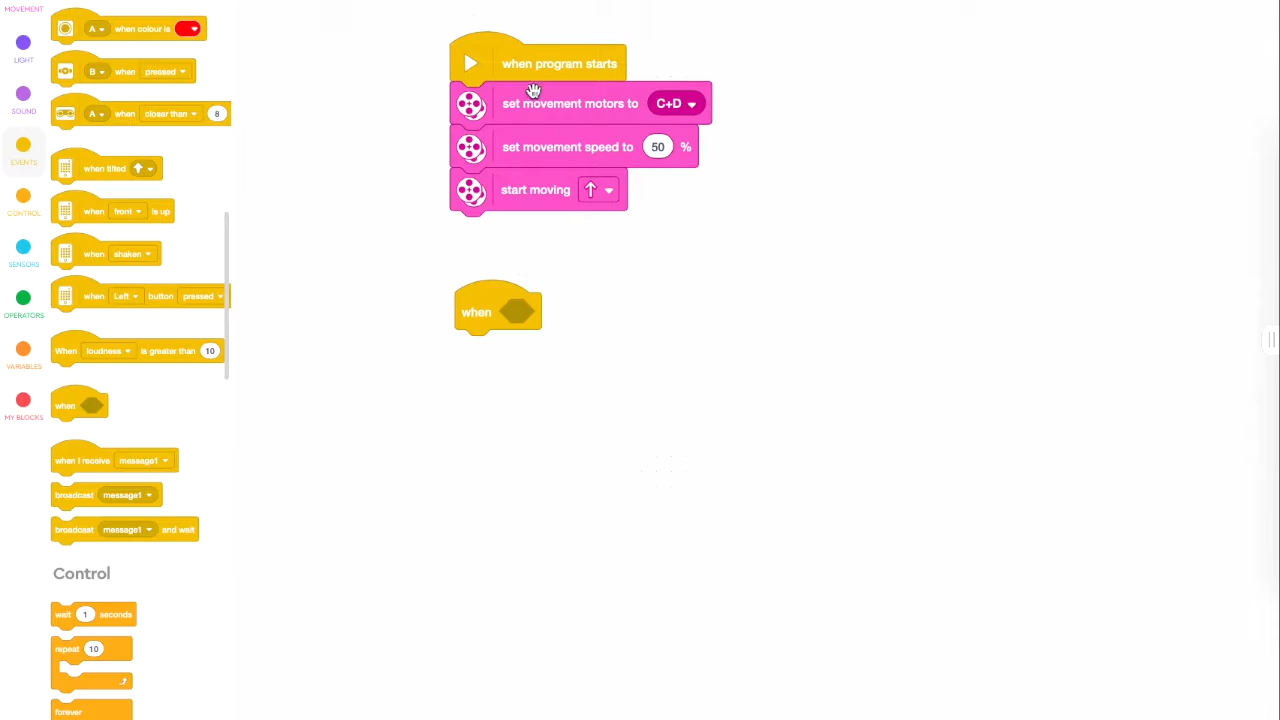 MOVEMENT
LIGHT
SOUND
EVENTS
CONTROL
SENSORS
OPERATORS
VARIABLES
MY BLOCKS
A when colour is
B when pressed
A when closer than 8
when tilted
when front is up
when shaken
when Left button pressed
When loudness is greater than 10
when
when I receive message1
broadcast message1
broadcast message1 and wait
Control
wait 1 seconds
repeat 10
forever
when program starts
set movement motors to C+D
set movement speed to 50 %
start moving
when